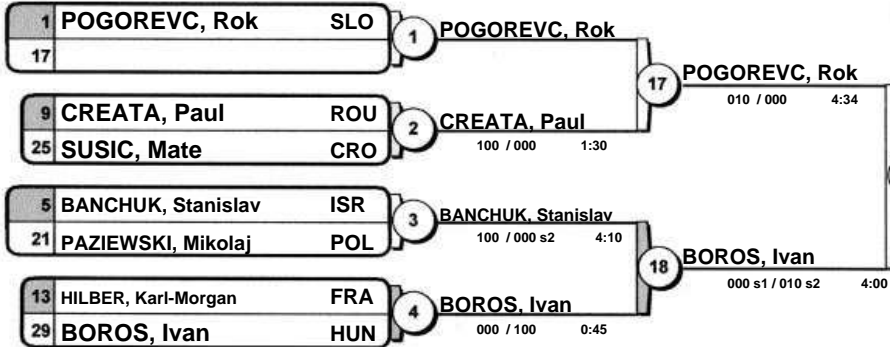 1 POGOREVC, Rok SLO
17
1 POGOREVC, Rok
17 POGOREVC, Rok
010 / 000 4:34
9 CREATA, Paul ROU
25 SUSIC, Mate CRO
2 CREATA, Paul
100 / 000 1:30
5 BANCHUK, Stanislav ISR
21 PAZIEWSKI, Mikolaj POL
3 BANCHUK, Stanislav
100 / 000 s2 4:10
18 BOROS, Ivan
000 s1 / 010 s2 4:00
13 HILBER, Karl-Morgan FRA
29 BOROS, Ivan HUN
4 BOROS, Ivan
000 / 100 0:45